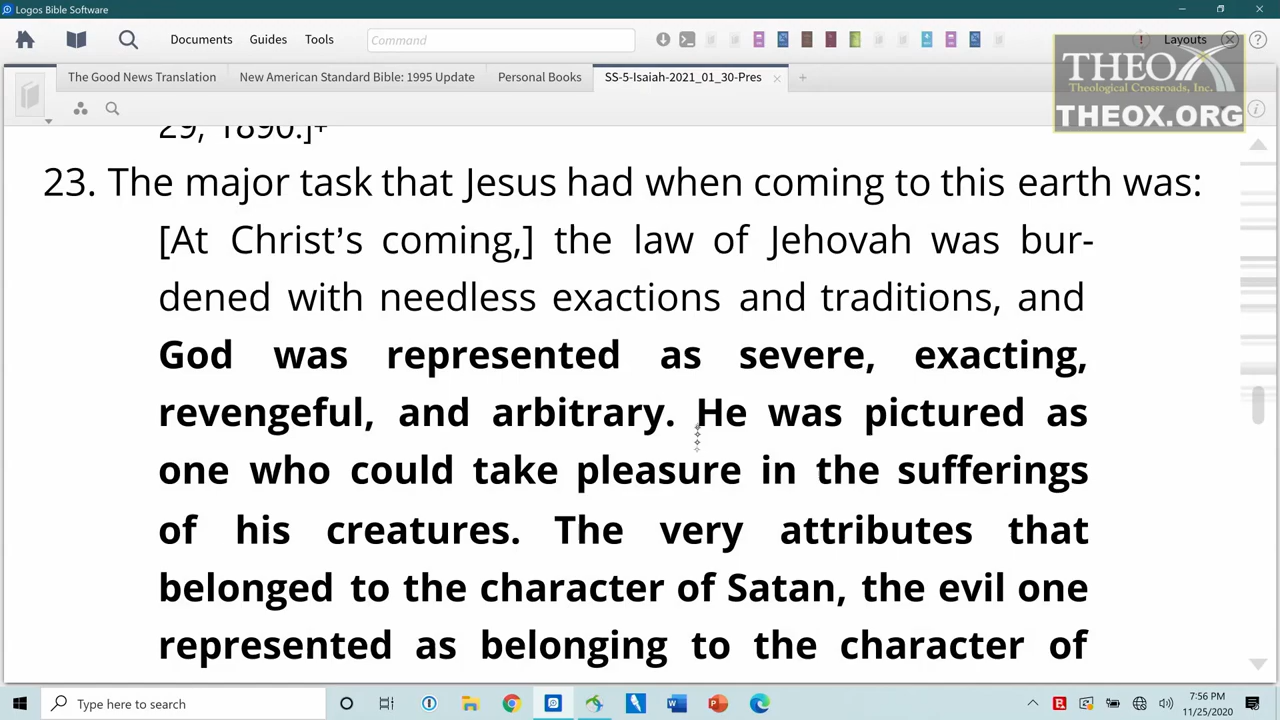 Logos Bible Software
Documents Guides Tools Command Layouts
THEOX
Theological Crossroads, Inc.
THEOX.ORG
The Good News Translation New American Standard Bible: 1995 Update Personal Books SS-5-Isaiah-2021_01_30-Pres
29, 1890.]+
23. The major task that Jesus had when coming to this earth was:
[At Christ’s coming,] the law of Jehovah was bur-
dened with needless exactions and traditions, and
God was represented as severe, exacting,
revengeful, and arbitrary. He was pictured as
one who could take pleasure in the sufferings
of his creatures. The very attributes that
belonged to the character of Satan, the evil one
represented as belonging to the character of
Type here to search
7:56 PM
11/25/2020